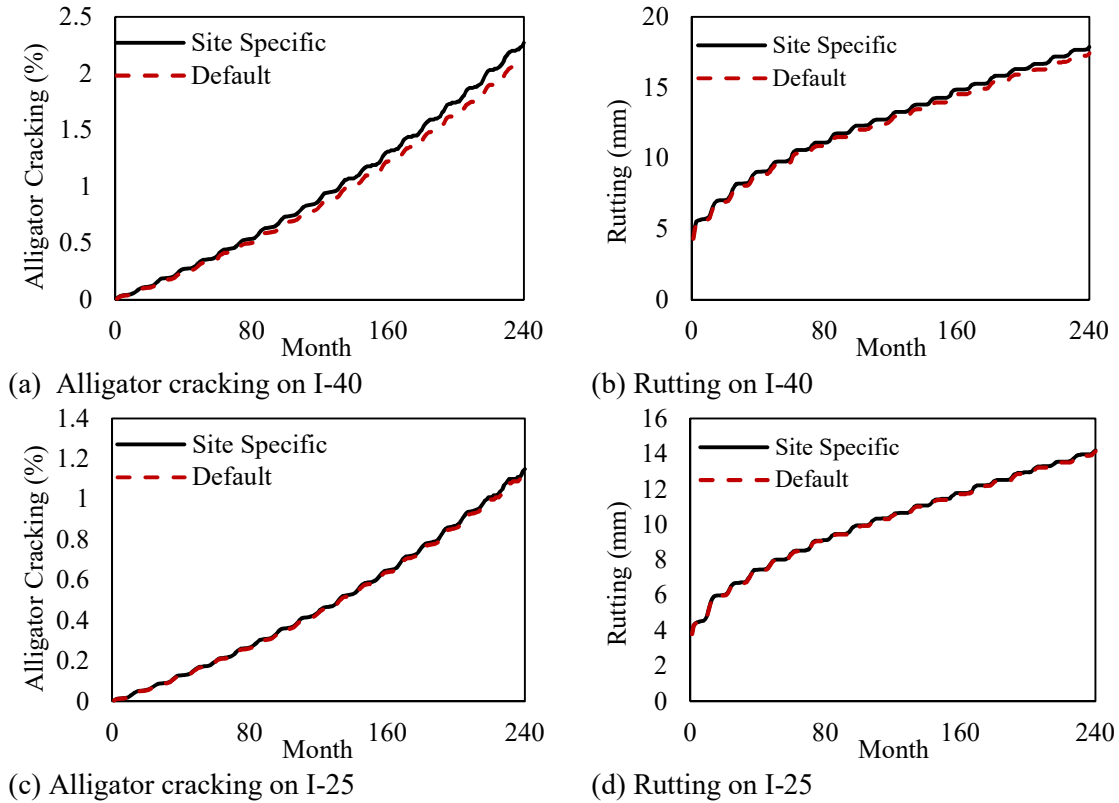 2.5
2
1.5
1
0.5
0
Alligator Cracking (%)
Site Specific
Default
0 80 160 240
Month
(a) Alligator cracking on I-40
20
15
10
5
0
Rutting (mm)
Site Specific
Default
0 80 160 240
Month
(b) Rutting on I-40
1.4
1.2
1
0.8
0.6
0.4
0.2
0
Alligator Cracking (%)
Site Specific
Default
0 80 160 240
Month
(c) Alligator cracking on I-25
16
14
12
10
8
6
4
2
0
Rutting (mm)
Site Specific
Default
0 80 160 240
Month
(d) Rutting on I-25